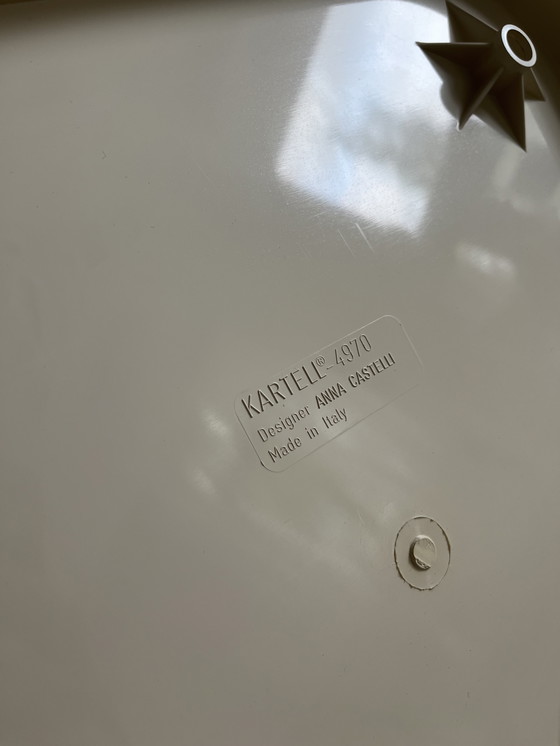 KARTELL®-4970
Designer ANNA CASTELLI
Made in Italy